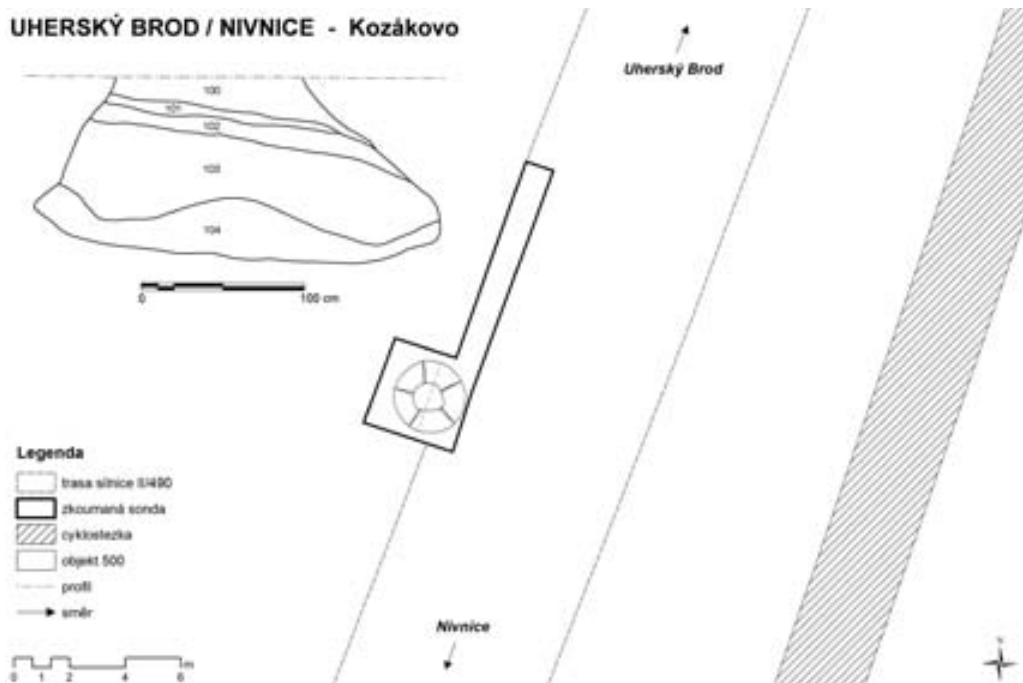 UHERSKÝ BROD / NIVNICE - Kozákovo
Uherský Brod
100
101
102
103
104
0 100 cm
Legenda
trasa silnice II/490
zkoumaná sonda
cyklostezka
objekt 500
profil
směr
Nivnice
0 1 2 4 6 m